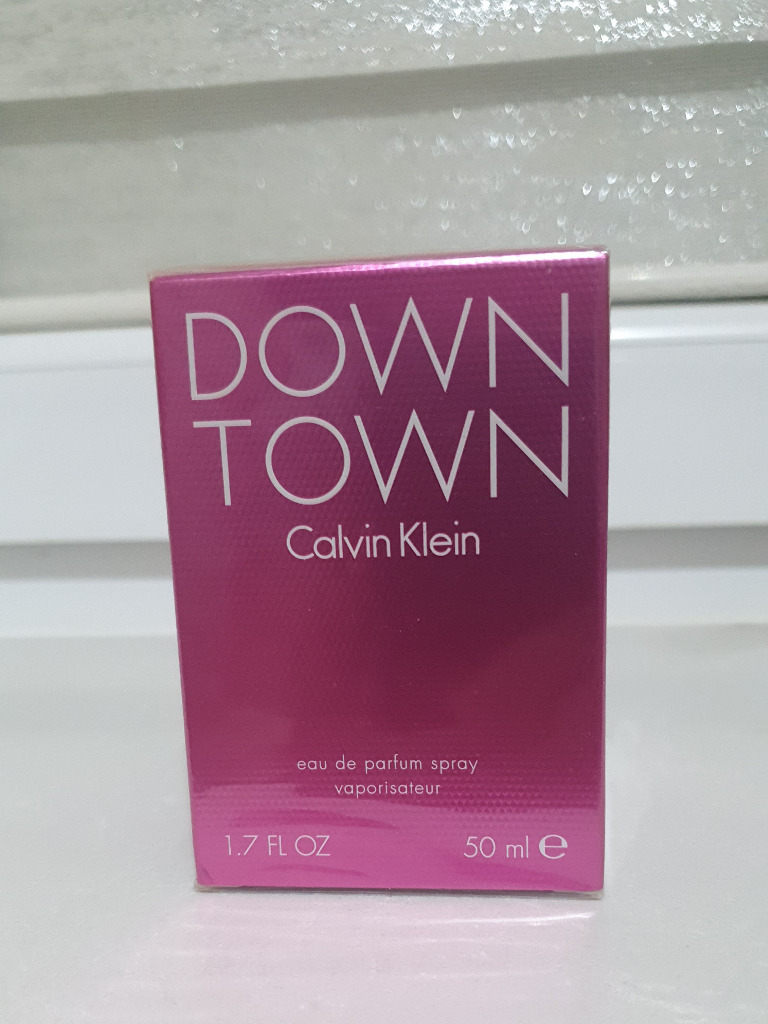 DOWN
TOWN
Calvin Klein
eau de parfum spray
vaporisateur
1.7 FL OZ 50 ml ℮